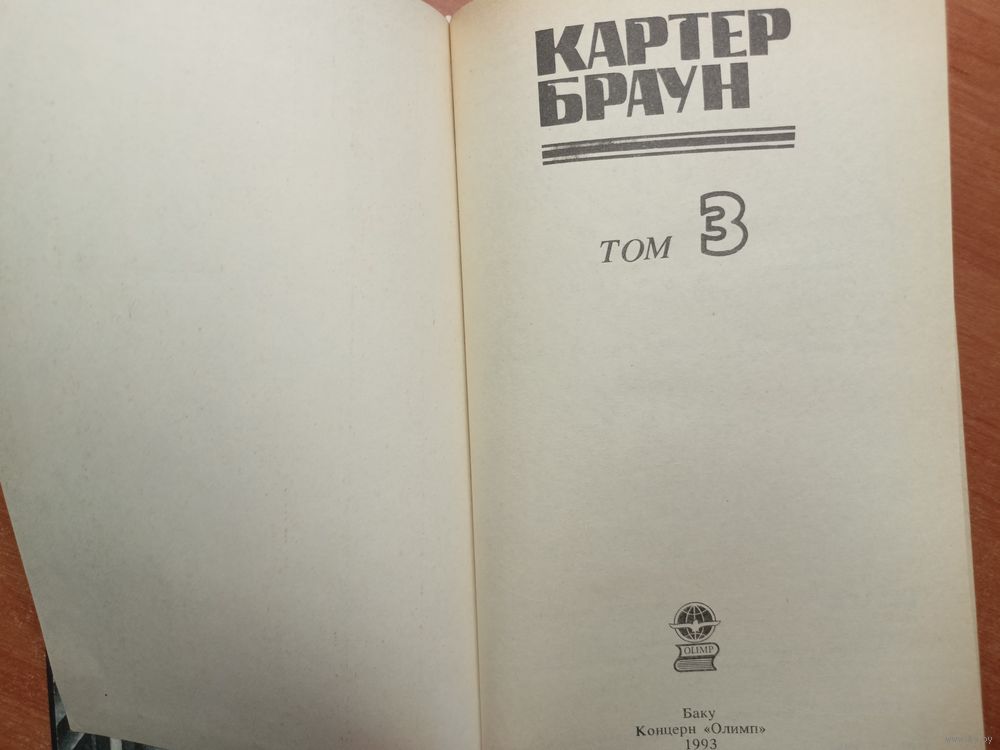 КАРТЕР
БРАУН
ТОМ 3
OLIMP
Баку
Концерн «Олимп»
1993